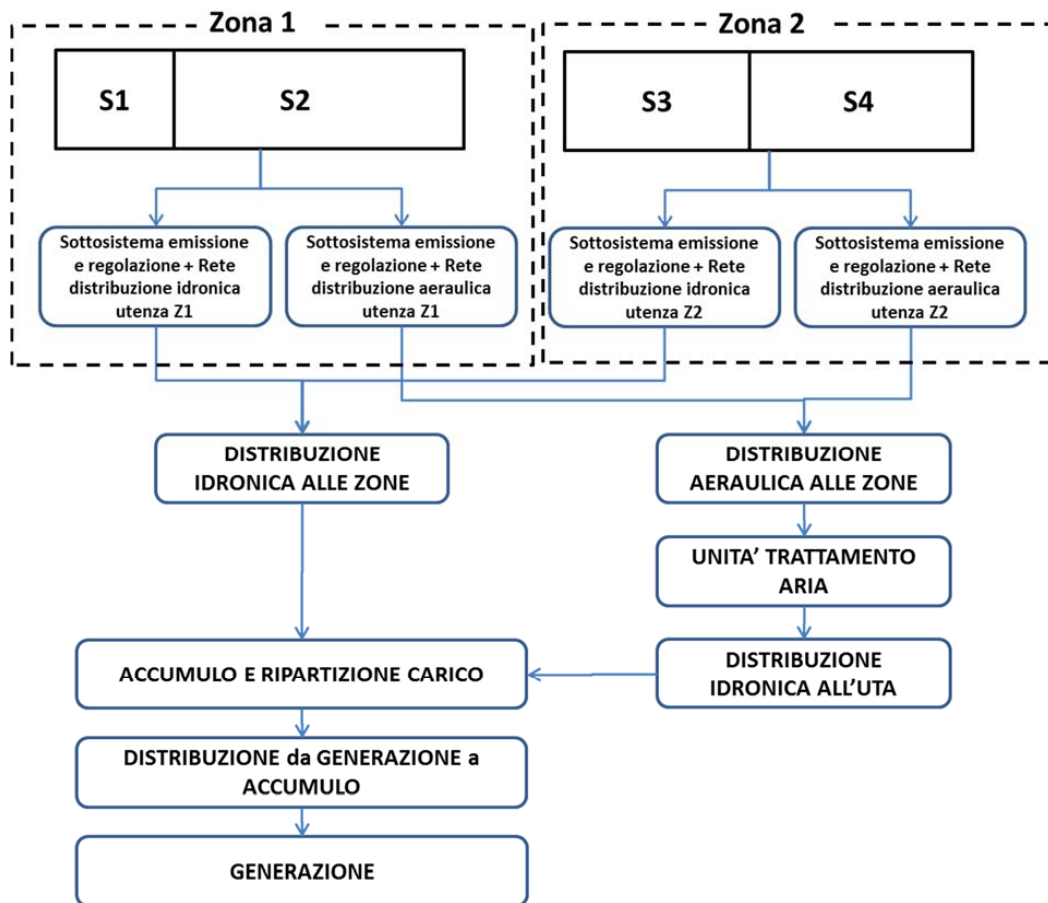 Zona 1
Zona 2
S1
S2
S3
S4
Sottosistema emissione
e regolazione + Rete
distribuzione idronica
utenza Z1
Sottosistema emissione
e regolazione + Rete
distribuzione aeraulica
utenza Z1
Sottosistema emissione
e regolazione + Rete
distribuzione idronica
utenza Z2
Sottosistema emissione
e regolazione + Rete
distribuzione aeraulica
utenza Z2
DISTRIBUZIONE
IDRONICA ALLE ZONE
DISTRIBUZIONE
AERAULICA ALLE ZONE
UNITA’ TRATTAMENTO
ARIA
DISTRIBUZIONE
IDRONICA ALL’UTA
ACCUMULO E RIPARTIZIONE CARICO
DISTRIBUZIONE da GENERAZIONE a
ACCUMULO
GENERAZIONE